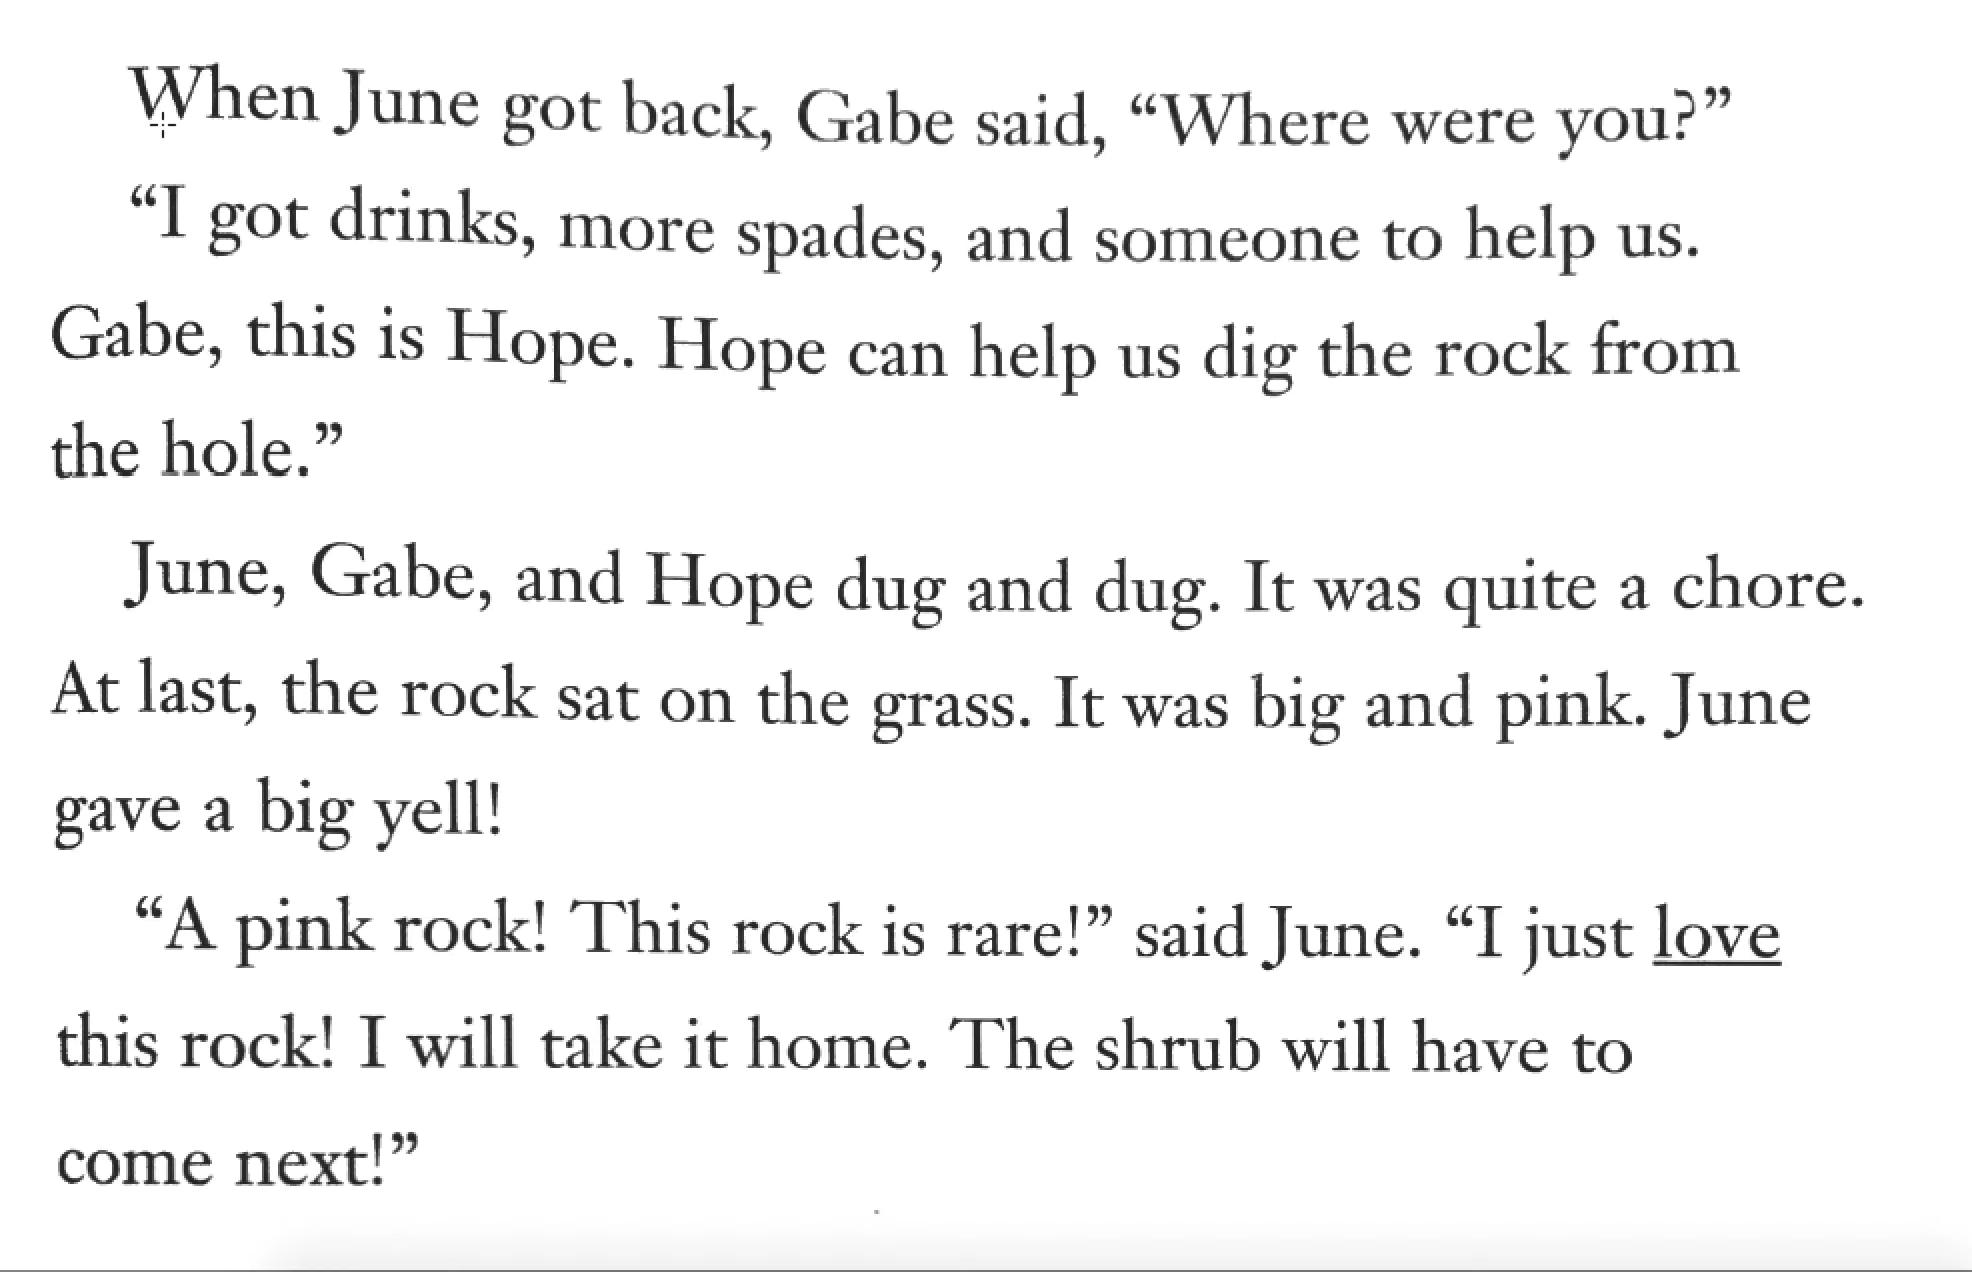 When June got back, Gabe said, “Where were you?”
“I got drinks, more spades, and someone to help us.
Gabe, this is Hope. Hope can help us dig the rock from
the hole.”
June, Gabe, and Hope dug and dug. It was quite a chore.
At last, the rock sat on the grass. It was big and pink. June
gave a big yell!
“A pink rock! This rock is rare!” said June. “I just love
this rock! I will take it home. The shrub will have to
come next!”